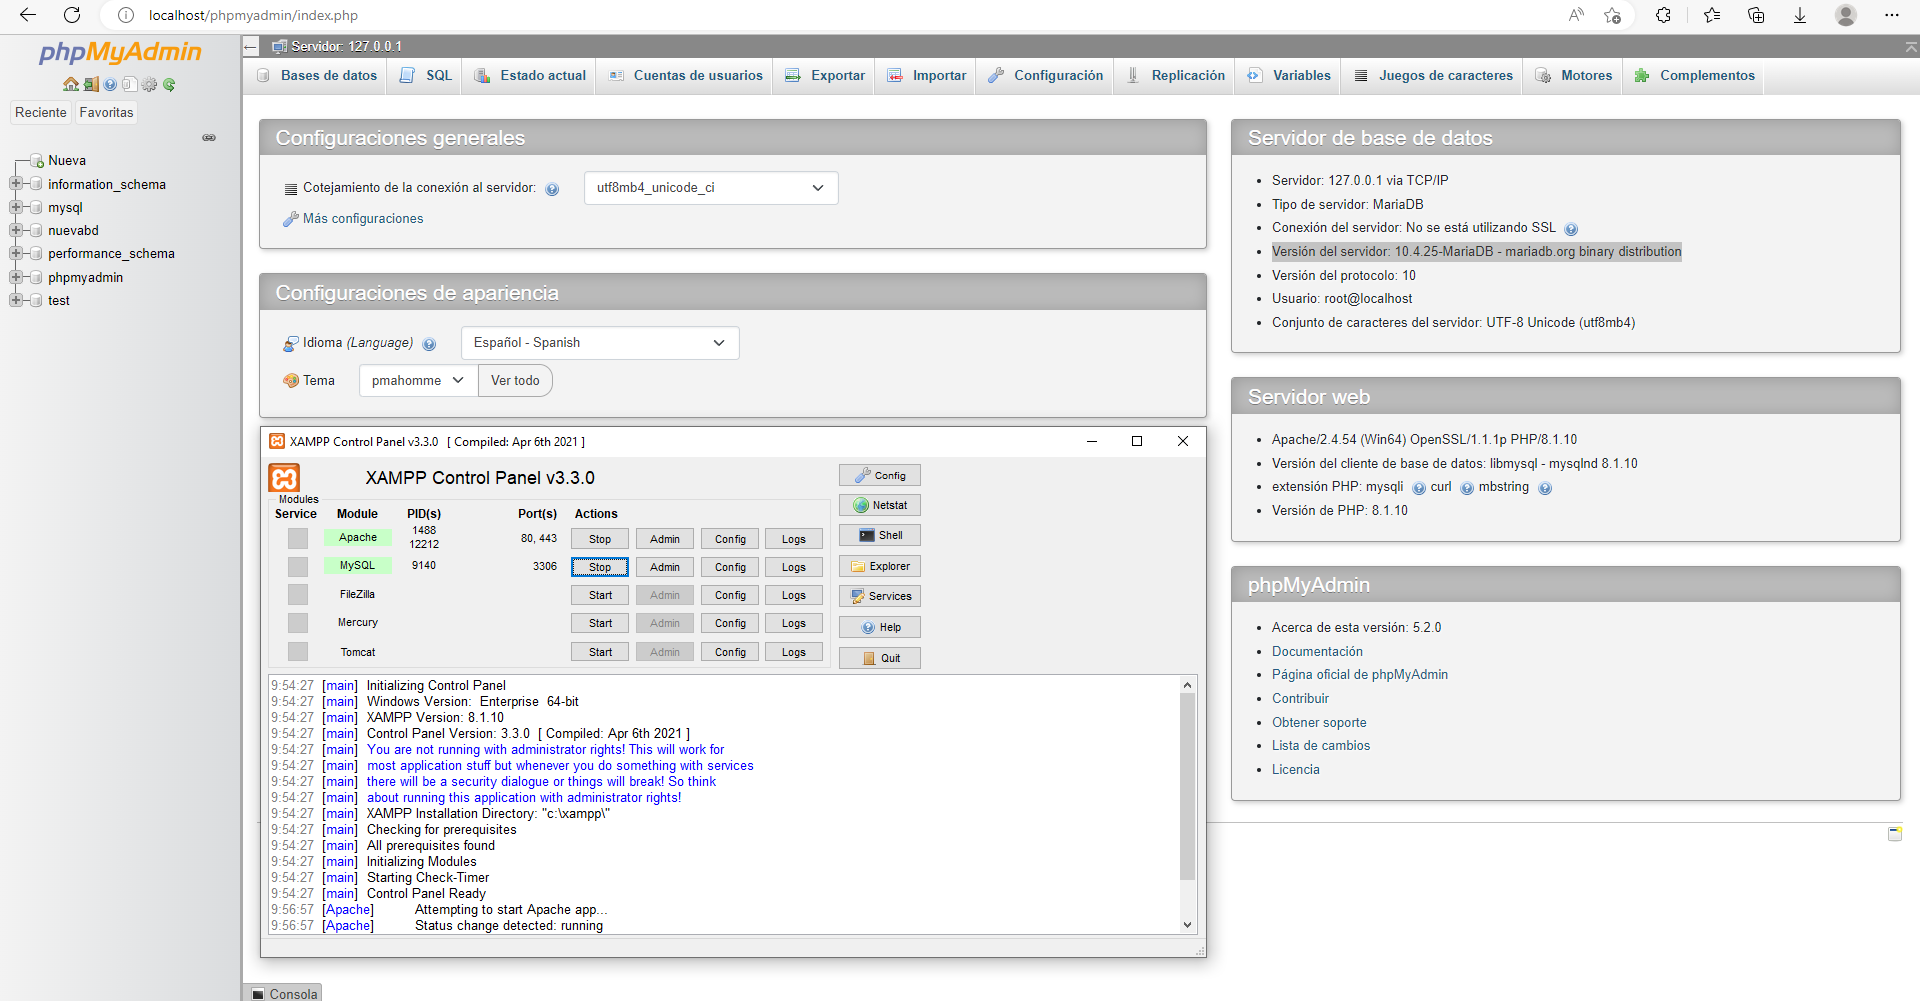 localhost/phpmyadmin/index.php
phpMyAdmin
Reciente
Favoritas
Nueva
information_schema
mysql
nuevabd
performance_schema
phpmyadmin
test
Servidor: 127.0.0.1
Bases de datos
SQL
Estado actual
Cuentas de usuarios
Exportar
Importar
Configuración
Replicación
Variables
Juegos de caracteres
Motores
Complementos
Configuraciones generales
Cotejamiento de la conexión al servidor:
utf8mb4_unicode_ci
Más configuraciones
Configuraciones de apariencia
Idioma (Language)
Español - Spanish
Tema
pmahomme
Ver todo
Servidor de base de datos
Servidor: 127.0.0.1 via TCP/IP
Tipo de servidor: MariaDB
Conexión del servidor: No se está utilizando SSL
Versión del servidor: 10.4.25-MariaDB - mariadb.org binary distribution
Versión del protocolo: 10
Usuario: root@localhost
Conjunto de caracteres del servidor: UTF-8 Unicode (utf8mb4)
Servidor web
Apache/2.4.54 (Win64) OpenSSL/1.1.1p PHP/8.1.10
Versión del cliente de base de datos: libmysql - mysqlnd 8.1.10
extensión PHP: mysqli curl mbstring
Versión de PHP: 8.1.10
phpMyAdmin
Acerca de esta versión: 5.2.0
Documentación
Página oficial de phpMyAdmin
Contribuir
Obtener soporte
Lista de cambios
Licencia
XAMPP Control Panel v3.3.0 [ Compiled: Apr 6th 2021 ]
XAMPP Control Panel v3.3.0
Modules
Service Module PID(s) Port(s) Actions
Apache 1488 12212 80, 443 Stop Admin Config Logs
MySQL 9140 3306 Stop Admin Config Logs
FileZilla Start Admin Config Logs
Mercury Start Admin Config Logs
Tomcat Start Admin Config Logs
Config
Netstat
Shell
Explorer
Services
Help
Quit
9:54:27 [main] Initializing Control Panel
9:54:27 [main] Windows Version: Enterprise 64-bit
9:54:27 [main] XAMPP Version: 8.1.10
9:54:27 [main] Control Panel Version: 3.3.0 [ Compiled: Apr 6th 2021 ]
9:54:27 [main] You are not running with administrator rights! This will work for
9:54:27 [main] most application stuff but whenever you do something with services
9:54:27 [main] there will be a security dialogue or things will break! So think
9:54:27 [main] about running this application with administrator rights!
9:54:27 [main] XAMPP Installation Directory: "c:\xampp\"
9:54:27 [main] Checking for prerequisites
9:54:27 [main] All prerequisites found
9:54:27 [main] Initializing Modules
9:54:27 [main] Starting Check-Timer
9:54:27 [main] Control Panel Ready
9:56:57 [Apache] Attempting to start Apache app...
9:56:57 [Apache] Status change detected: running
Consola